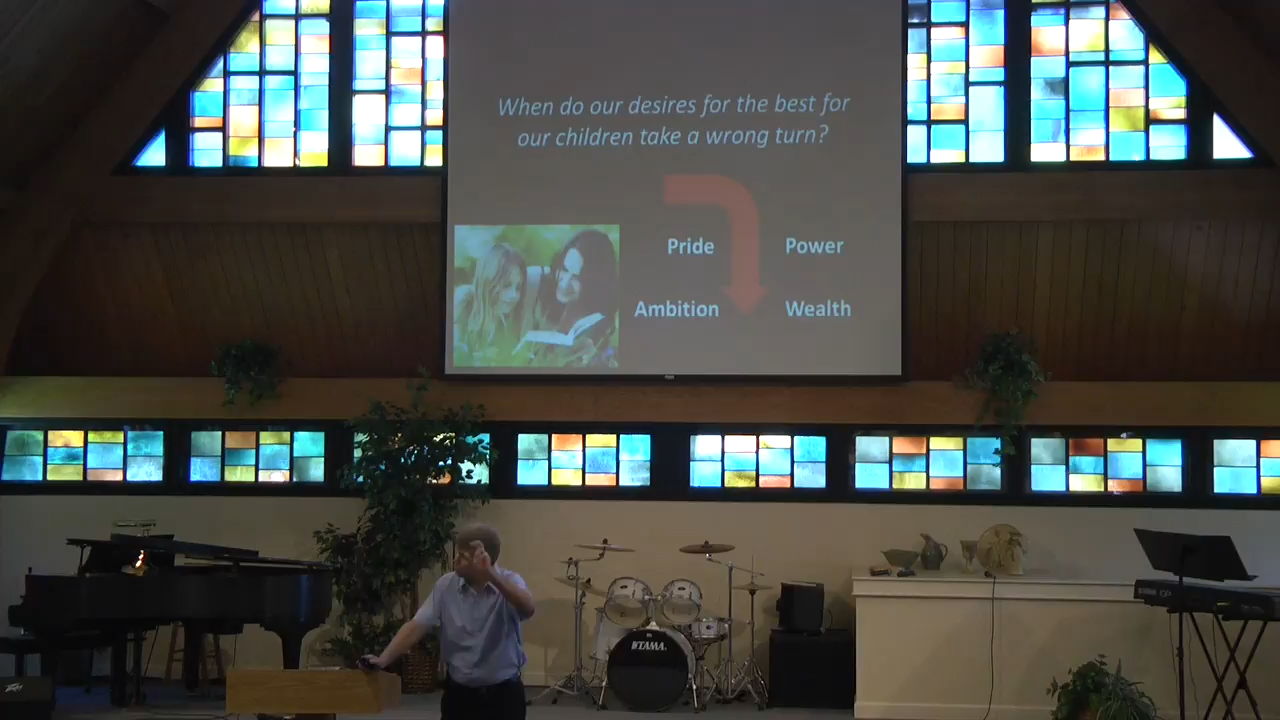 When do our desires for the best for
our children take a wrong turn?
Pride
Power
Ambition
Wealth
TAMA